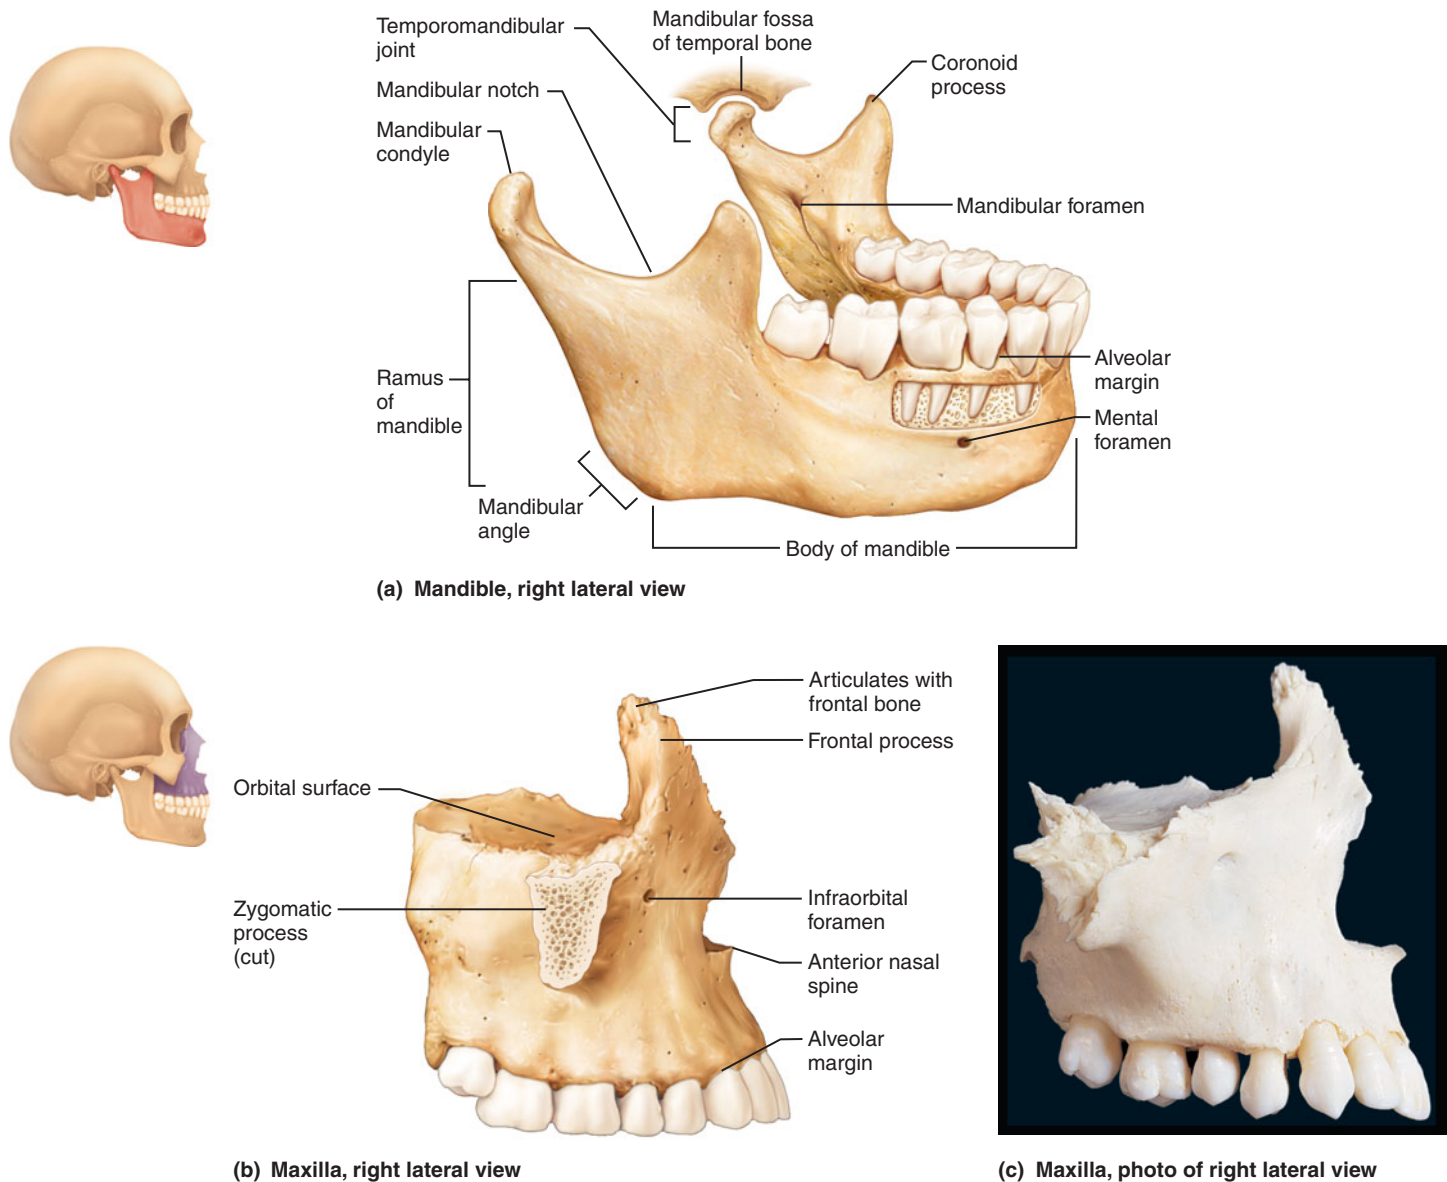 Temporomandibular
joint
Mandibular fossa
of temporal bone
Coronoid
process
Mandibular notch
Mandibular
condyle
Mandibular foramen
Ramus
of
mandible
Alveolar
margin
Mental
foramen
Mandibular
angle
Body of mandible
(a) Mandible, right lateral view
Articulates with
frontal bone
Frontal process
Orbital surface
Zygomatic
process
(cut)
Infraorbital
foramen
Anterior nasal
spine
Alveolar
margin
(b) Maxilla, right lateral view
(c) Maxilla, photo of right lateral view